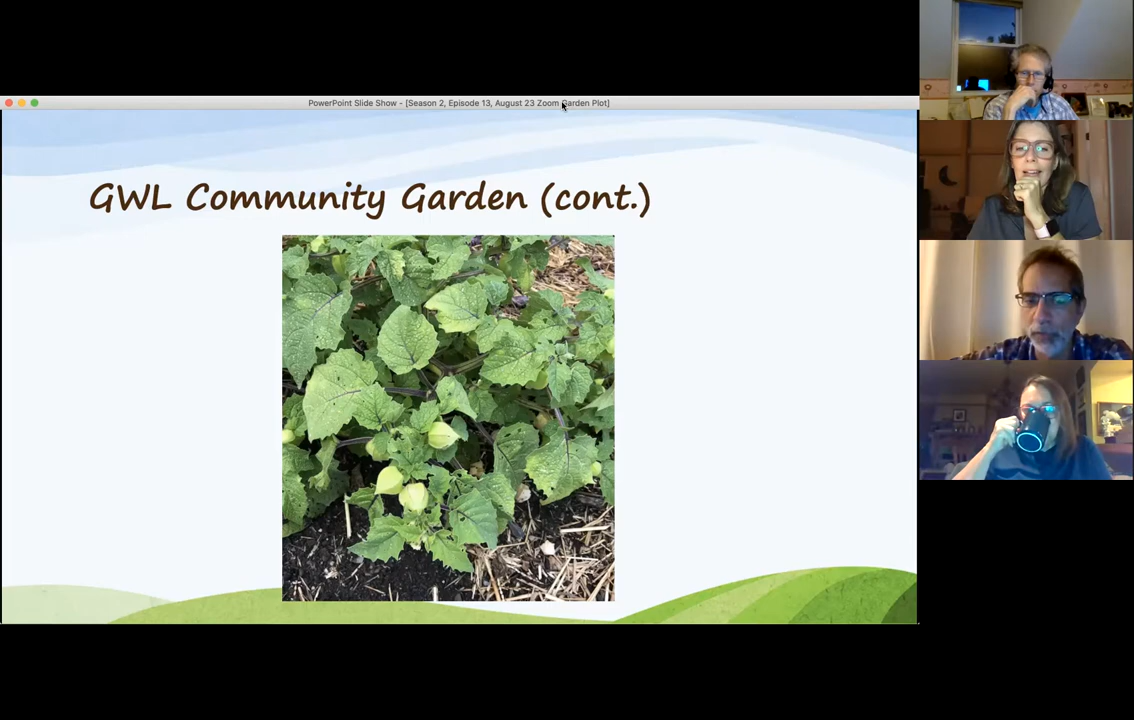 PowerPoint Slide Show - [Season 2, Episode 13, August 23 Zoom Garden Plot]
GWL Community Garden (cont.)